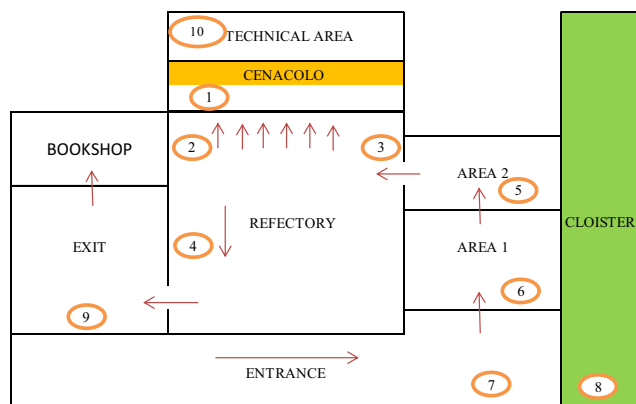 10
TECHNICAL AREA
CENACOLO
1
BOOKSHOP
2
3
AREA 2
5
CLOISTER
REFECTORY
4
EXIT
AREA 1
6
9
ENTRANCE
7
8